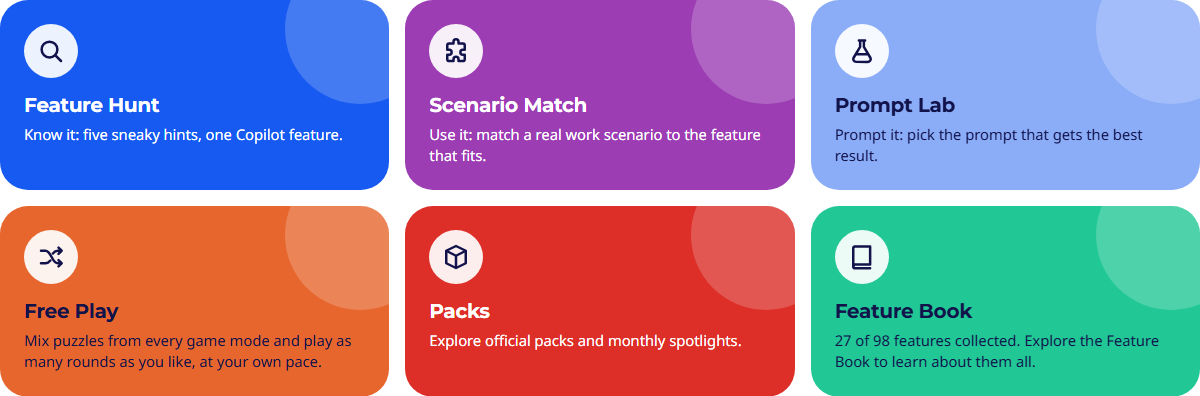 Feature Hunt
Know it: five sneaky hints, one Copilot feature.
Scenario Match
Use it: match a real work scenario to the feature
that fits.
Prompt Lab
Prompt it: pick the prompt that gets the best
result.
Free Play
Mix puzzles from every game mode and play as
many rounds as you like, at your own pace.
Packs
Explore official packs and monthly spotlights.
Feature Book
27 of 98 features collected. Explore the Feature
Book to learn about them all.